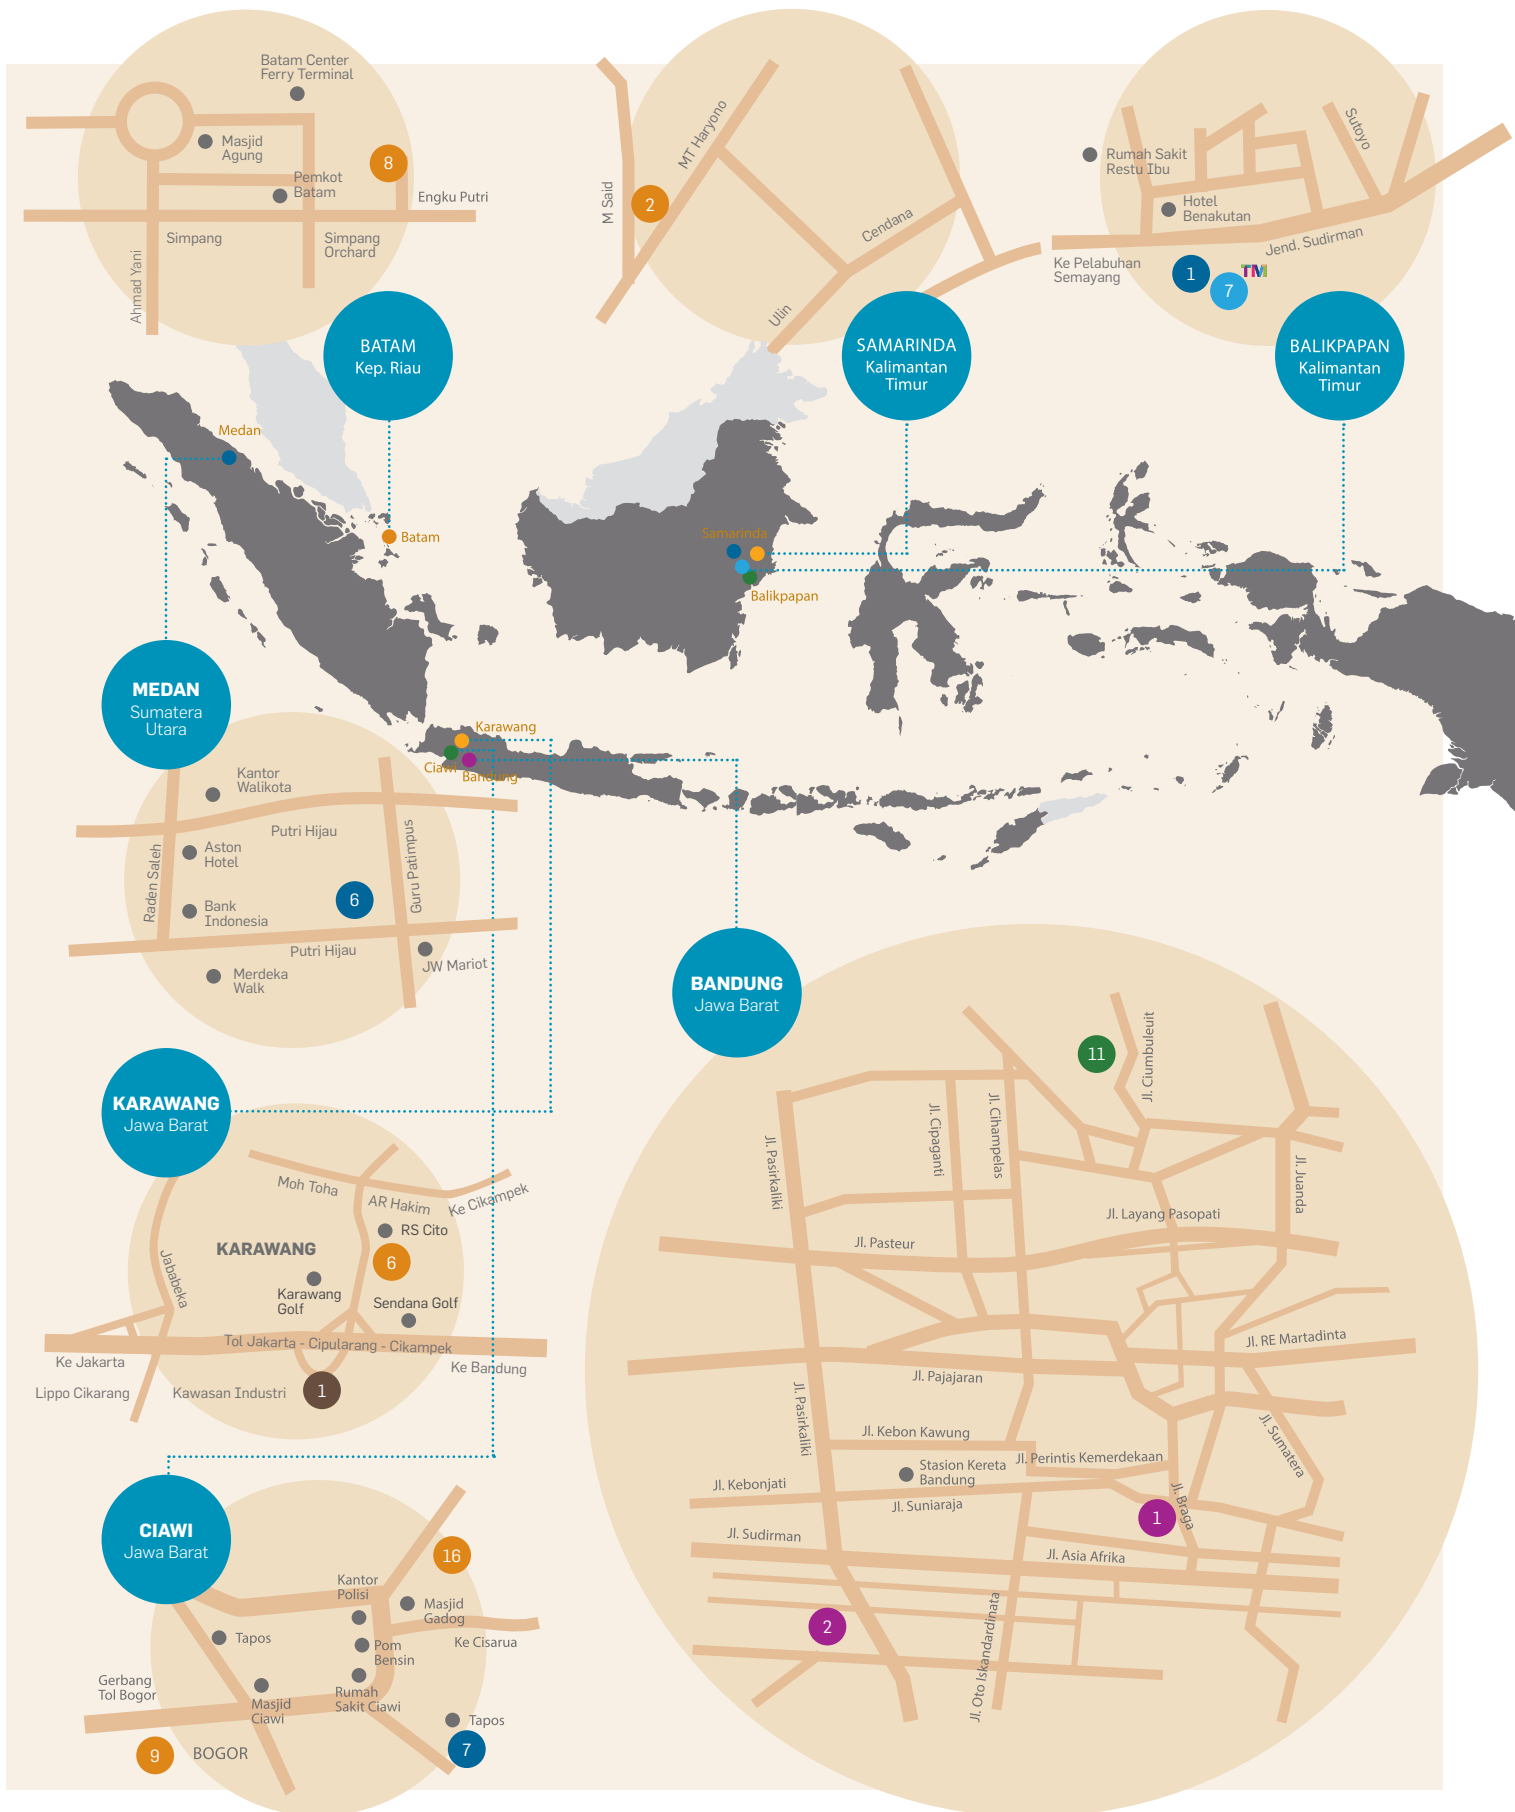 Batam Center
Ferry Terminal
Masjid
Agung
8
Pemkot
Batam
Engku Putri
Simpang
Simpang
Orchard
Ahmad Yani
BATAM
Kep. Riau
MT Haryono
M Said
2
Cendana
Ulin
SAMARINDA
Kalimantan
Timur
Sutoyo
Rumah Sakit
Restu Ibu
Hotel
Benakutan
Jend. Sudirman
Ke Pelabuhan
Semayang
1
7
TM
BALIKPAPAN
Kalimantan
Timur
Medan
Batam
Samarinda
Balikpapan
Karawang
Ciawi
Bandung
MEDAN
Sumatera
Utara
Kantor
Walikota
Putri Hijau
Aston
Hotel
Raden Saleh
Guru Patimpus
6
Bank
Indonesia
Putri Hijau
JW Mariot
Merdeka
Walk
KARAWANG
Jawa Barat
Moh Toha
AR Hakim
Ke Cikampek
RS Cito
KARAWANG
6
Jababeka
Karawang
Golf
Sendana Golf
Tol Jakarta - Cipularang - Cikampek
Ke Jakarta
Ke Bandung
Lippo Cikarang
Kawasan Industri
1
CIAWI
Jawa Barat
16
Kantor
Polisi
Masjid
Gadog
Ke Cisarua
Tapos
Pom
Bensin
Gerbang
Tol Bogor
Rumah
Sakit Ciawi
Masjid
Ciawi
Tapos
7
9
BOGOR
BANDUNG
Jawa Barat
11
Jl. Ciumbuleuit
Jl. Cipaganti
Jl. Cihampelas
Jl. Pasirkaliki
Jl. Juanda
Jl. Layang Pasopati
Jl. Pasteur
Jl. RE Martadinta
Jl. Pajajaran
Jl. Pasirkaliki
Jl. Kebon Kawung
Jl. Sumatera
Jl. Perintis Kemerdekaan
Stasion Kereta
Bandung
Jl. Kebonjati
Jl. Suniaraja
Jl. Braga
1
Jl. Sudirman
Jl. Asia Afrika
2
Jl. Oto Iskandardinata